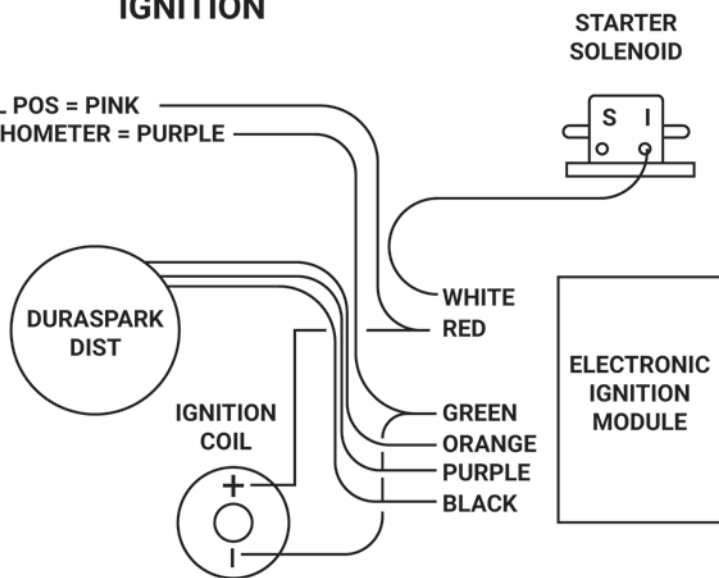 IGNITION
STARTER
SOLENOID
POS = PINK
= PURPLE
S I
DURASPARK
DIST
WHITE
RED
ELECTRONIC
IGNITION
MODULE
IGNITION
COIL
GREEN
ORANGE
PURPLE
BLACK
+